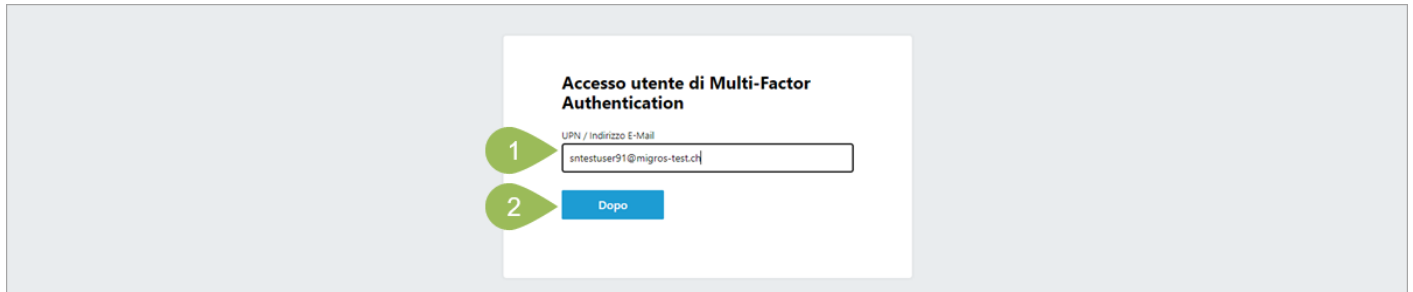 Accesso utente di Multi-Factor
Authentication
UPN / Indirizzo E-Mail
1
sntestuser91@migros-test.ch
2
Dopo